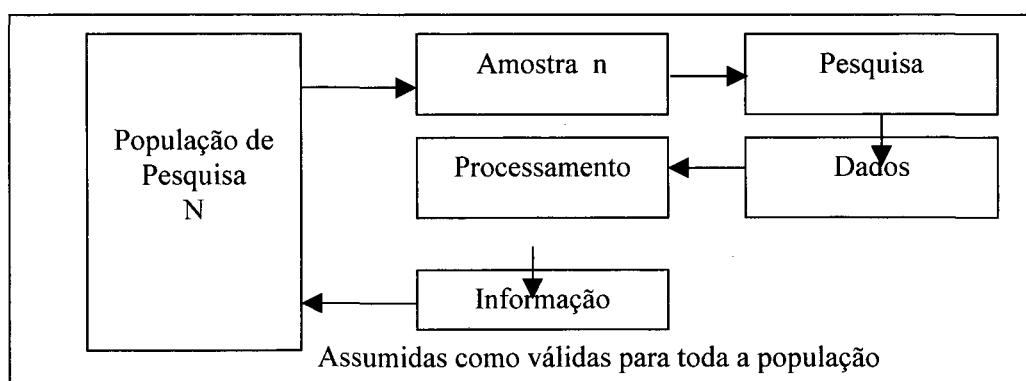 População de
Pesquisa
N
Amostra n
Pesquisa
Dados
Processamento
Informação
Assumidas como válidas para toda a população